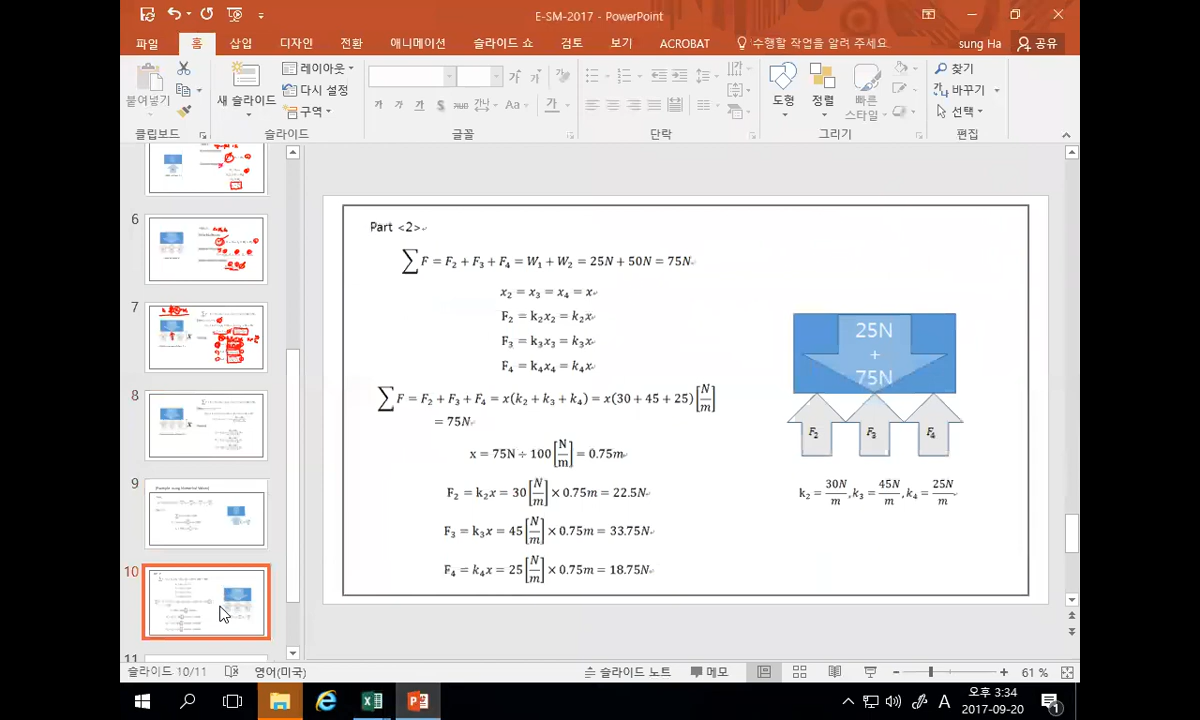 E-SM-2017 - PowerPoint
파일 홈 삽입 디자인 전환 애니메이션 슬라이드 쇼 검토 보기 ACROBAT 수행할 작업을 알려 주세요. sung Ha 공유
붙여넣기
새 슬라이드
레이아웃
다시 설정
구역
가 가 가 S 가나 Aa 가
도형
정렬
빠른 스타일
찾기
바꾸기
선택
클립보드 슬라이드 글꼴 단락 그리기 편집
6
7
8
9
10
11
Part <2>
∑F = F₂ + F₃ + F₄ = W₁ + W₂ = 25N + 50N = 75N
x₂ = x₃ = x₄ = x
F₂ = k₂x₂ = k₂x
F₃ = k₃x₃ = k₃x
F₄ = k₄x₄ = k₄x
∑F = F₂ + F₃ + F₄ = x(k₂ + k₃ + k₄) = x(30 + 45 + 25)[N/m]
= 75N
x = 75N ÷ 100[N/m] = 0.75m
F₂ = k₂x = 30[N/m] × 0.75m = 22.5N
F₃ = k₃x = 45[N/m] × 0.75m = 33.75N
F₄ = k₄x = 25[N/m] × 0.75m = 18.75N
25N
+
75N
F₂ F₃ F₄
k₂ = 30N/m, k₃ = 45N/m, k₄ = 25N/m
슬라이드 10/11 영어(미국) 슬라이드 노트 메모 61 %
A 오후 3:34
2017-09-20
1